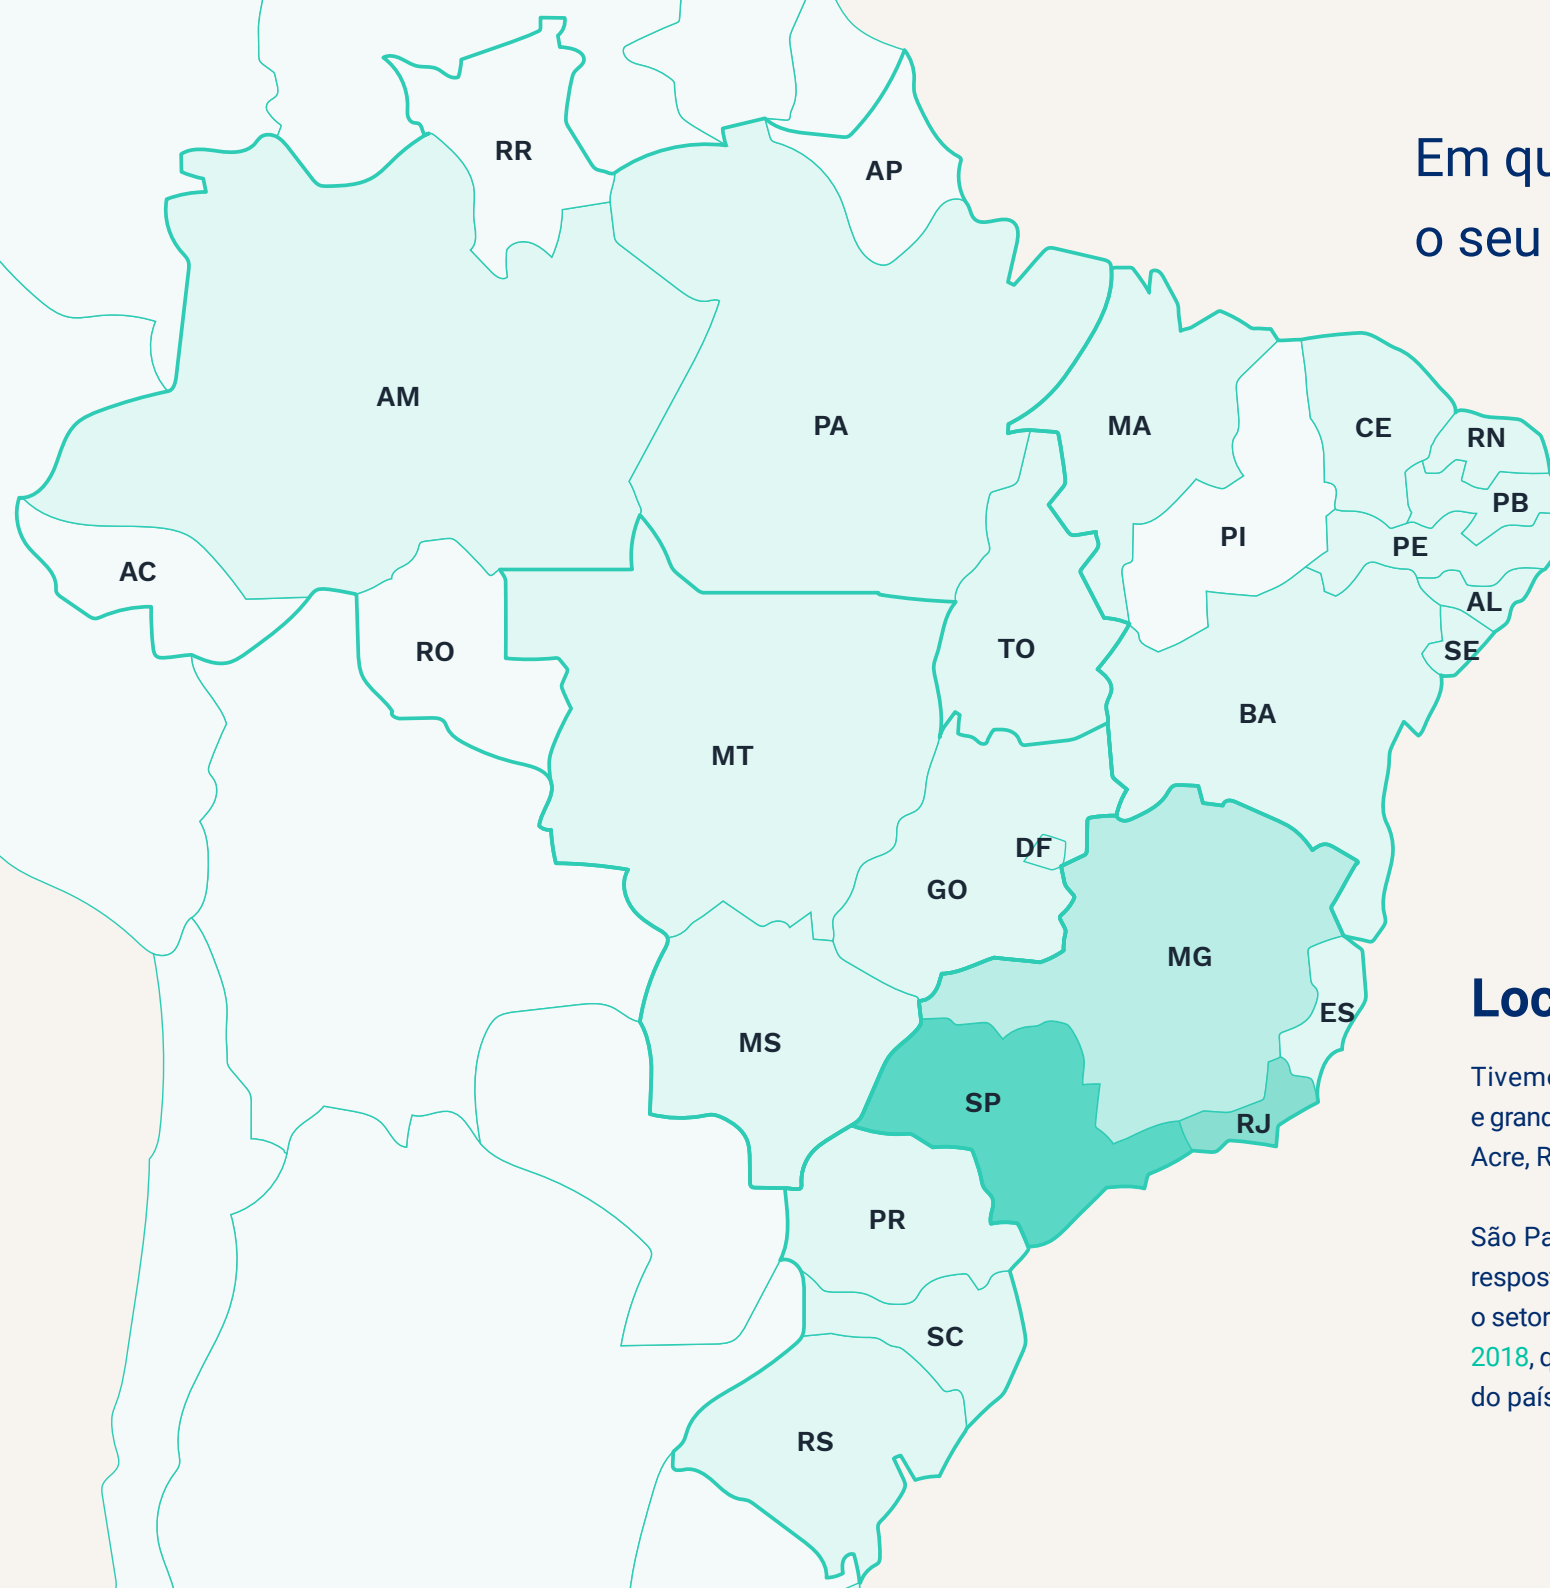 Em qu
o seu
RR
AP
AM
PA
MA
CE
RN
PB
PI
PE
AC
AL
SE
RO
TO
BA
MT
DF
GO
MG
ES
MS
SP
RJ
PR
SC
RS
Loc
Tivem
e grand
Acre, R
São Pa
respost
o setor
2018, q
do país